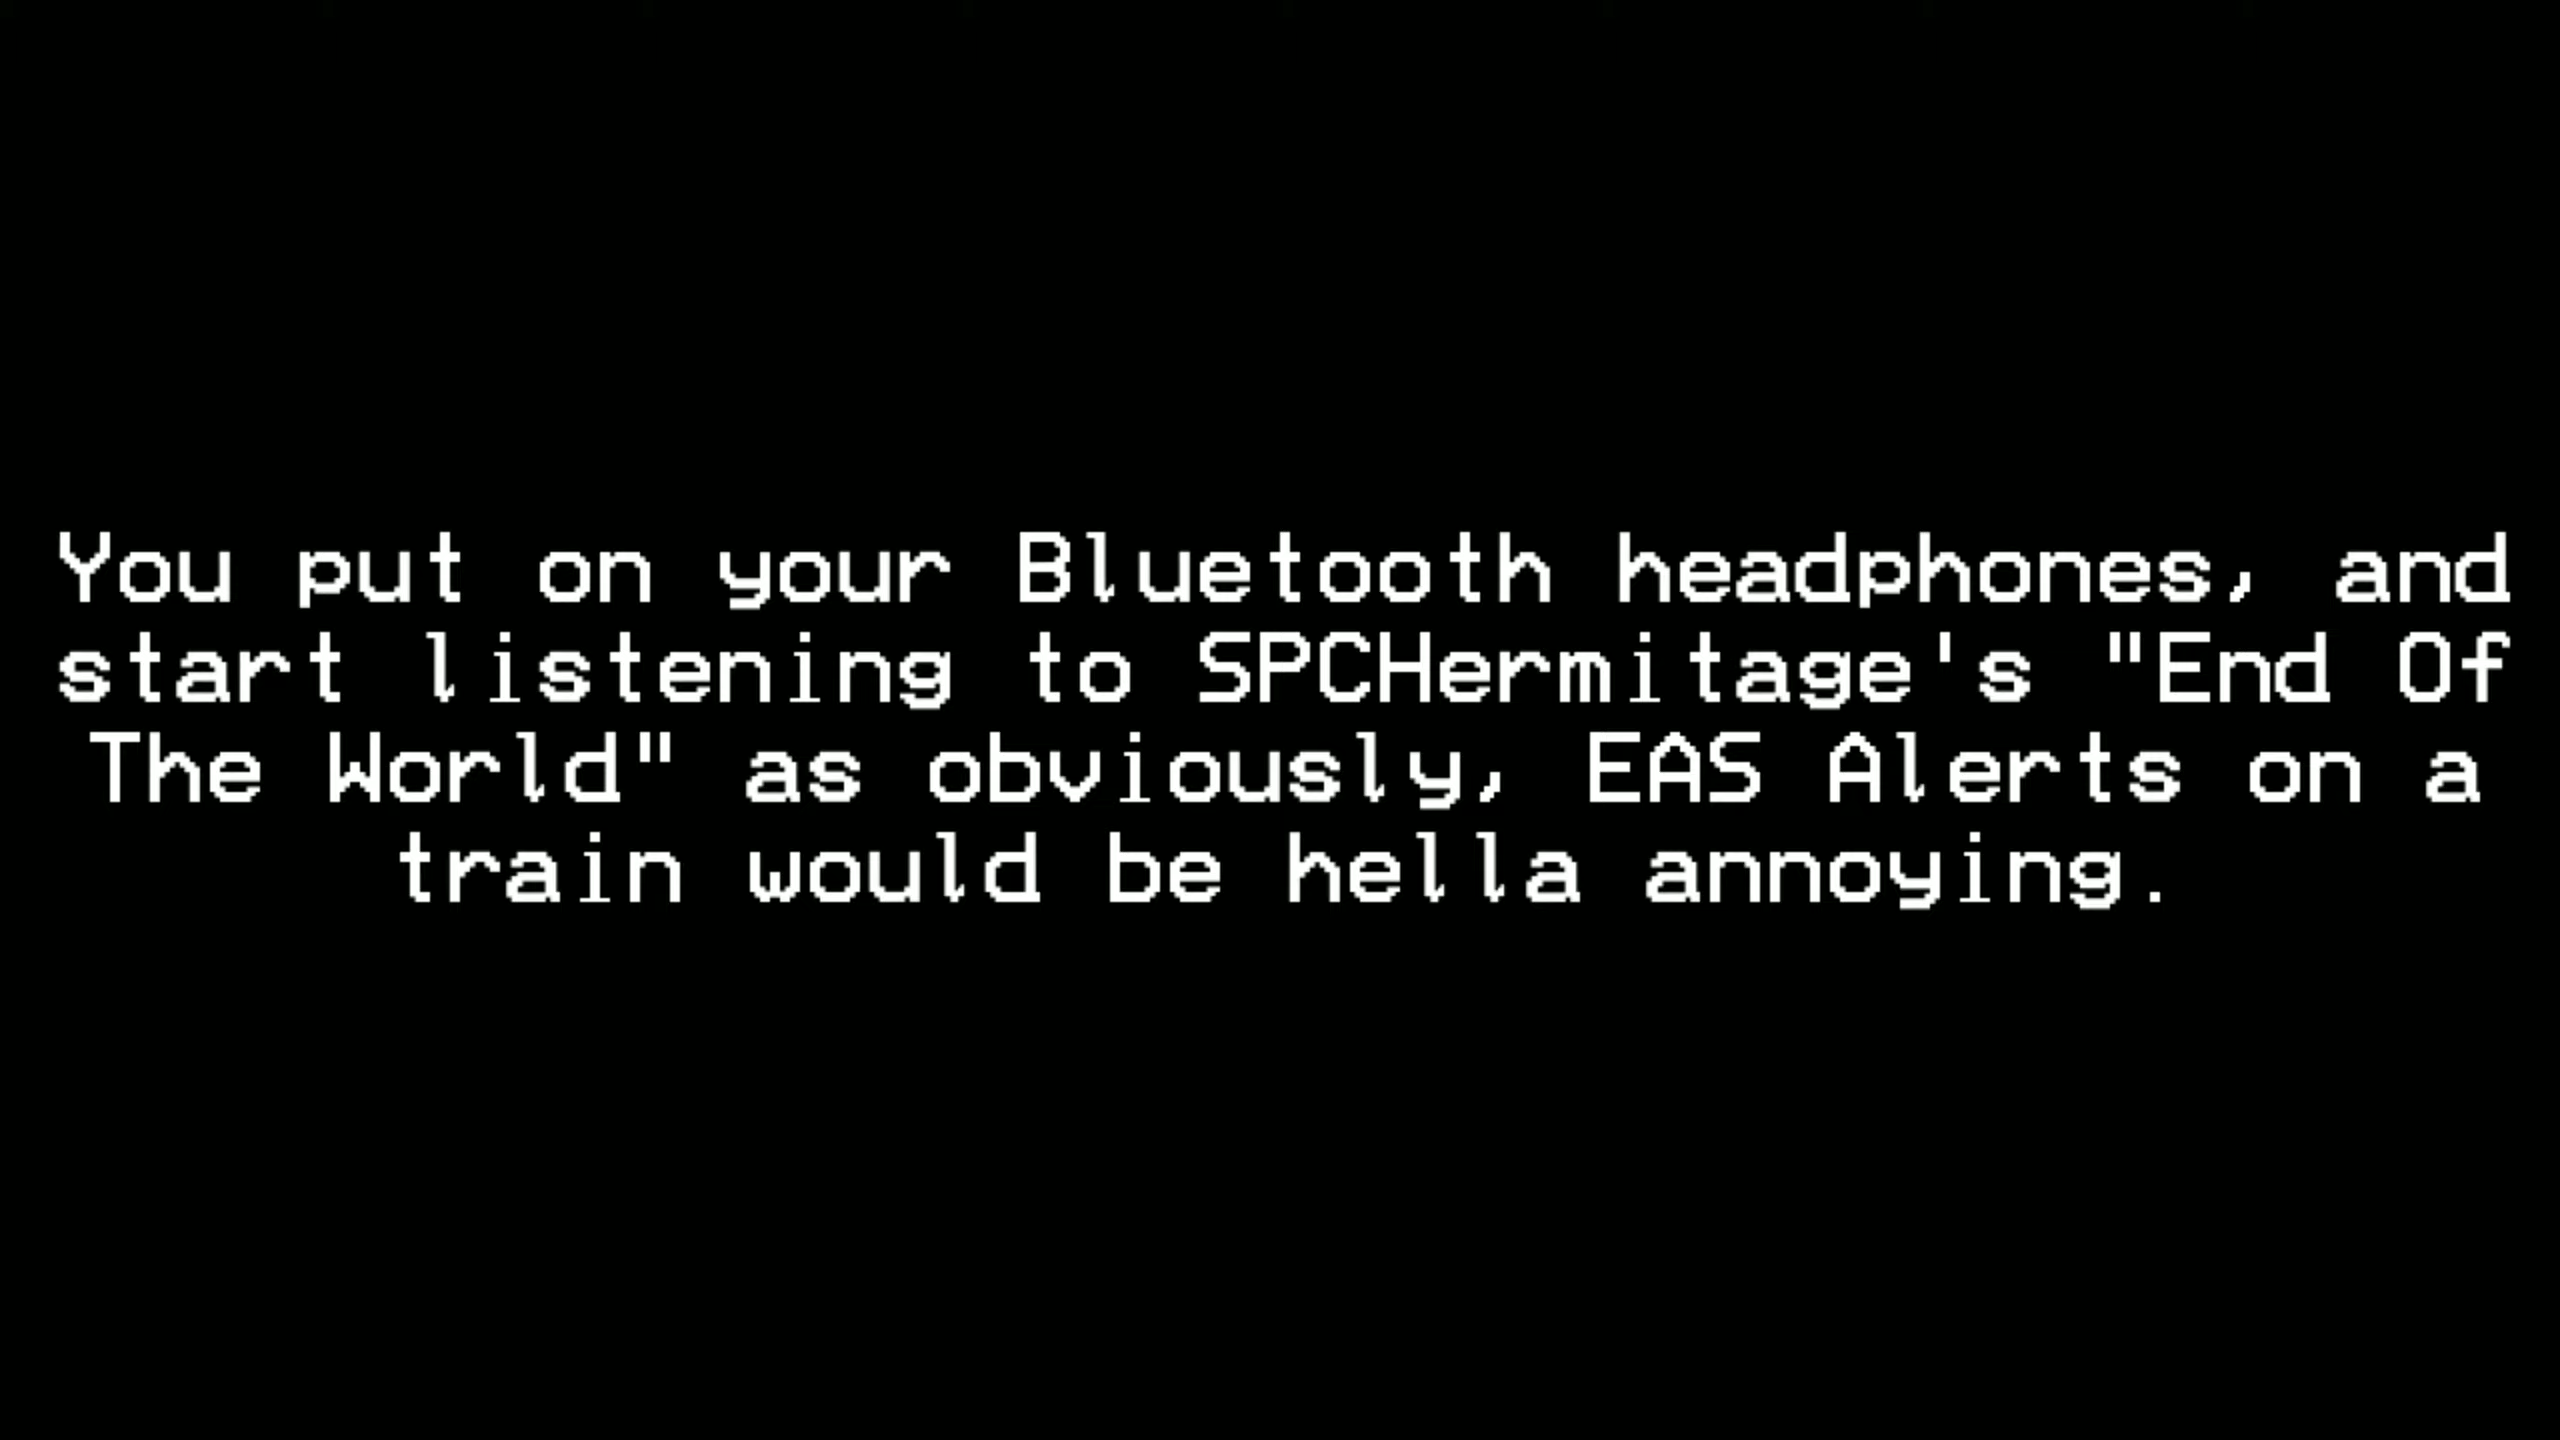 You put on your Bluetooth headphones, and
start listening to SPCHermitage's "End Of
The World" as obviously, EAS Alerts on a
train would be hella annoying.